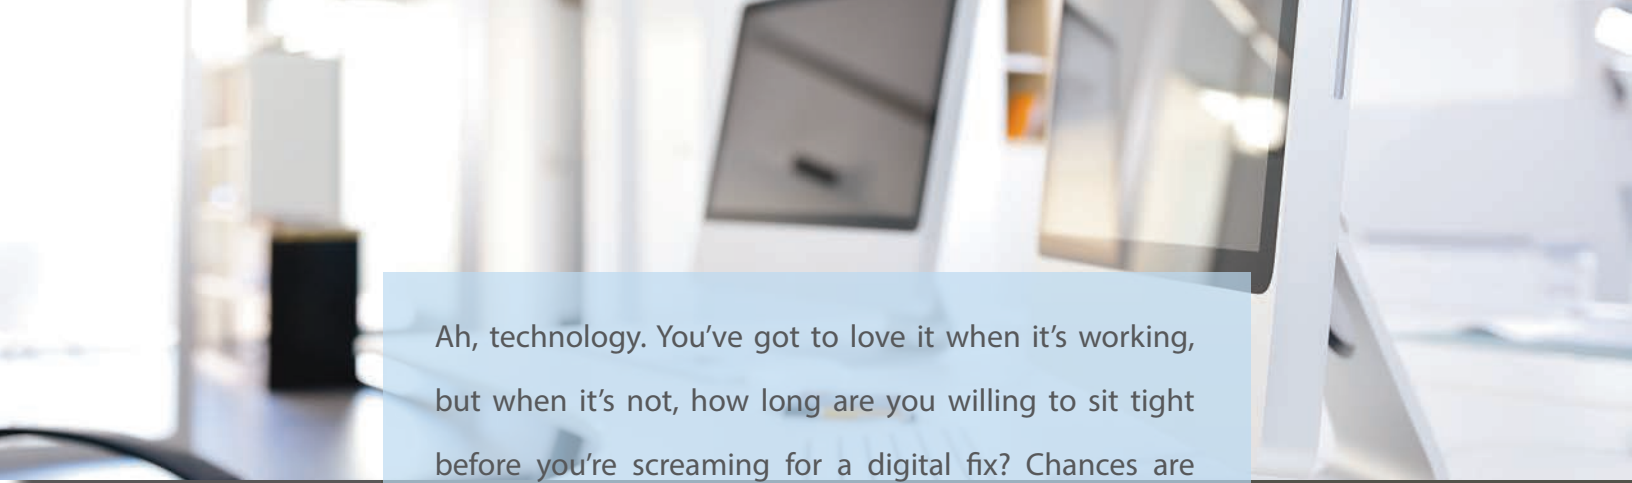 Ah, technology. You’ve got to love it when it’s working,
but when it’s not, how long are you willing to sit tight
before you’re screaming for a digital fix? Chances are